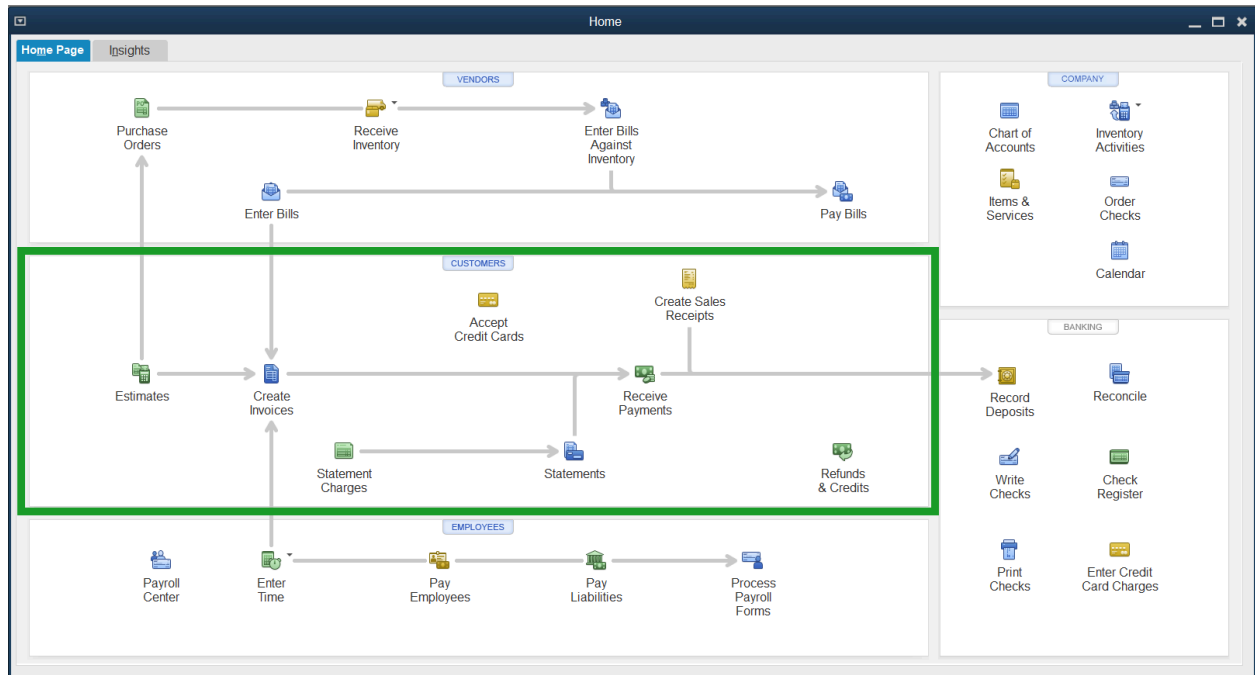 Home
Home Page
Insights
VENDORS
Purchase
Orders
Receive
Inventory
Enter Bills
Against
Inventory
Enter Bills
Pay Bills
CUSTOMERS
Accept
Credit Cards
Create Sales
Receipts
Estimates
Create
Invoices
Receive
Payments
Statement
Charges
Statements
Refunds
& Credits
EMPLOYEES
Payroll
Center
Enter
Time
Pay
Employees
Pay
Liabilities
Process
Payroll
Forms
COMPANY
Chart of
Accounts
Inventory
Activities
Items &
Services
Order
Checks
Calendar
BANKING
Record
Deposits
Reconcile
Write
Checks
Check
Register
Print
Checks
Enter Credit
Card Charges